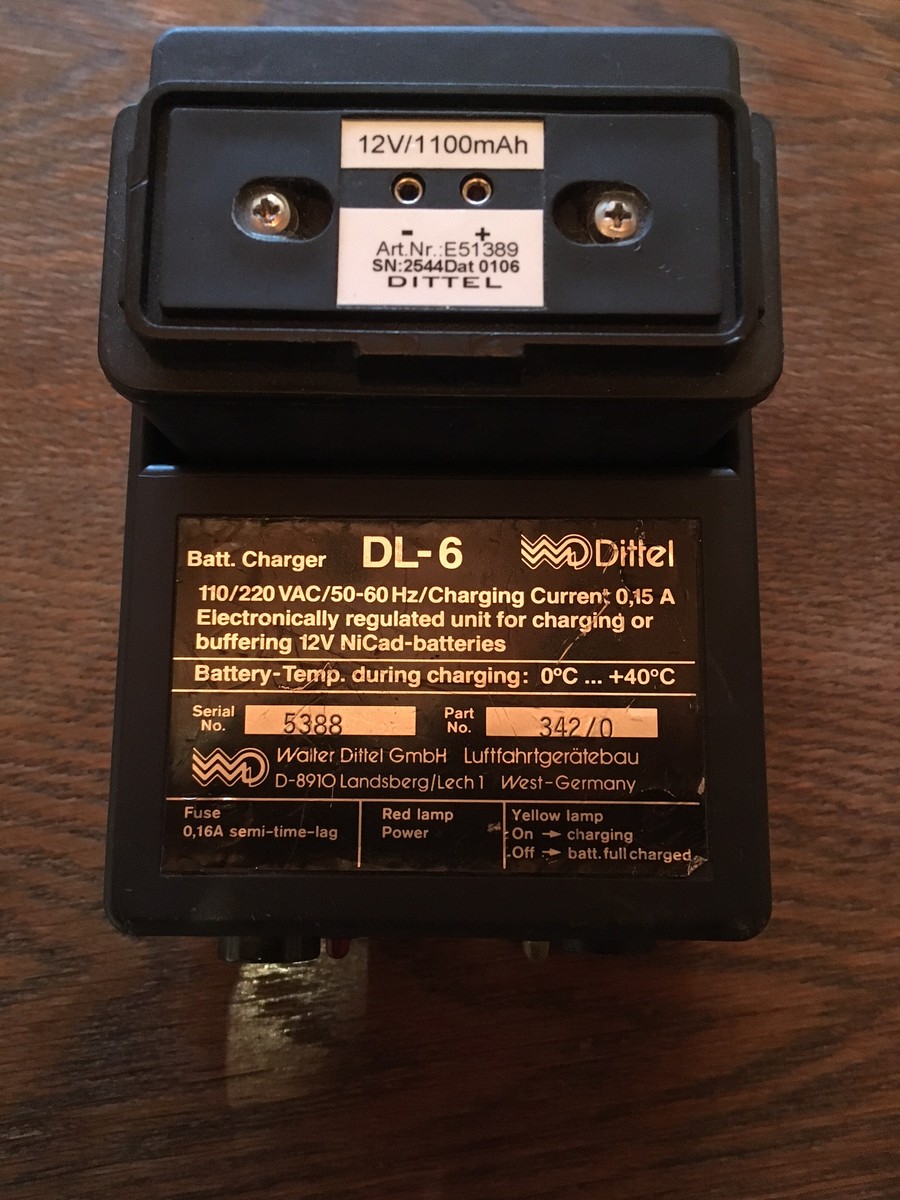 12V/1100mAh
- +
Art.Nr.:E51389
SN:2544Dat 0106
DITTEL
Batt. Charger DL-6 Dittel
110/220 VAC/50-60 Hz/Charging Current 0,15 A
Electronically regulated unit for charging or
buffering 12V NiCad-batteries
Battery-Temp. during charging: 0°C ... +40°C
Serial No. 5388 Part No. 342/0
Walter Dittel GmbH Luftfahrtgerätebau
D-8910 Landsberg/Lech 1 West-Germany
Fuse
0,16A semi-time-lag
Red lamp
Power
Yellow lamp
On → charging
Off → batt. full charged